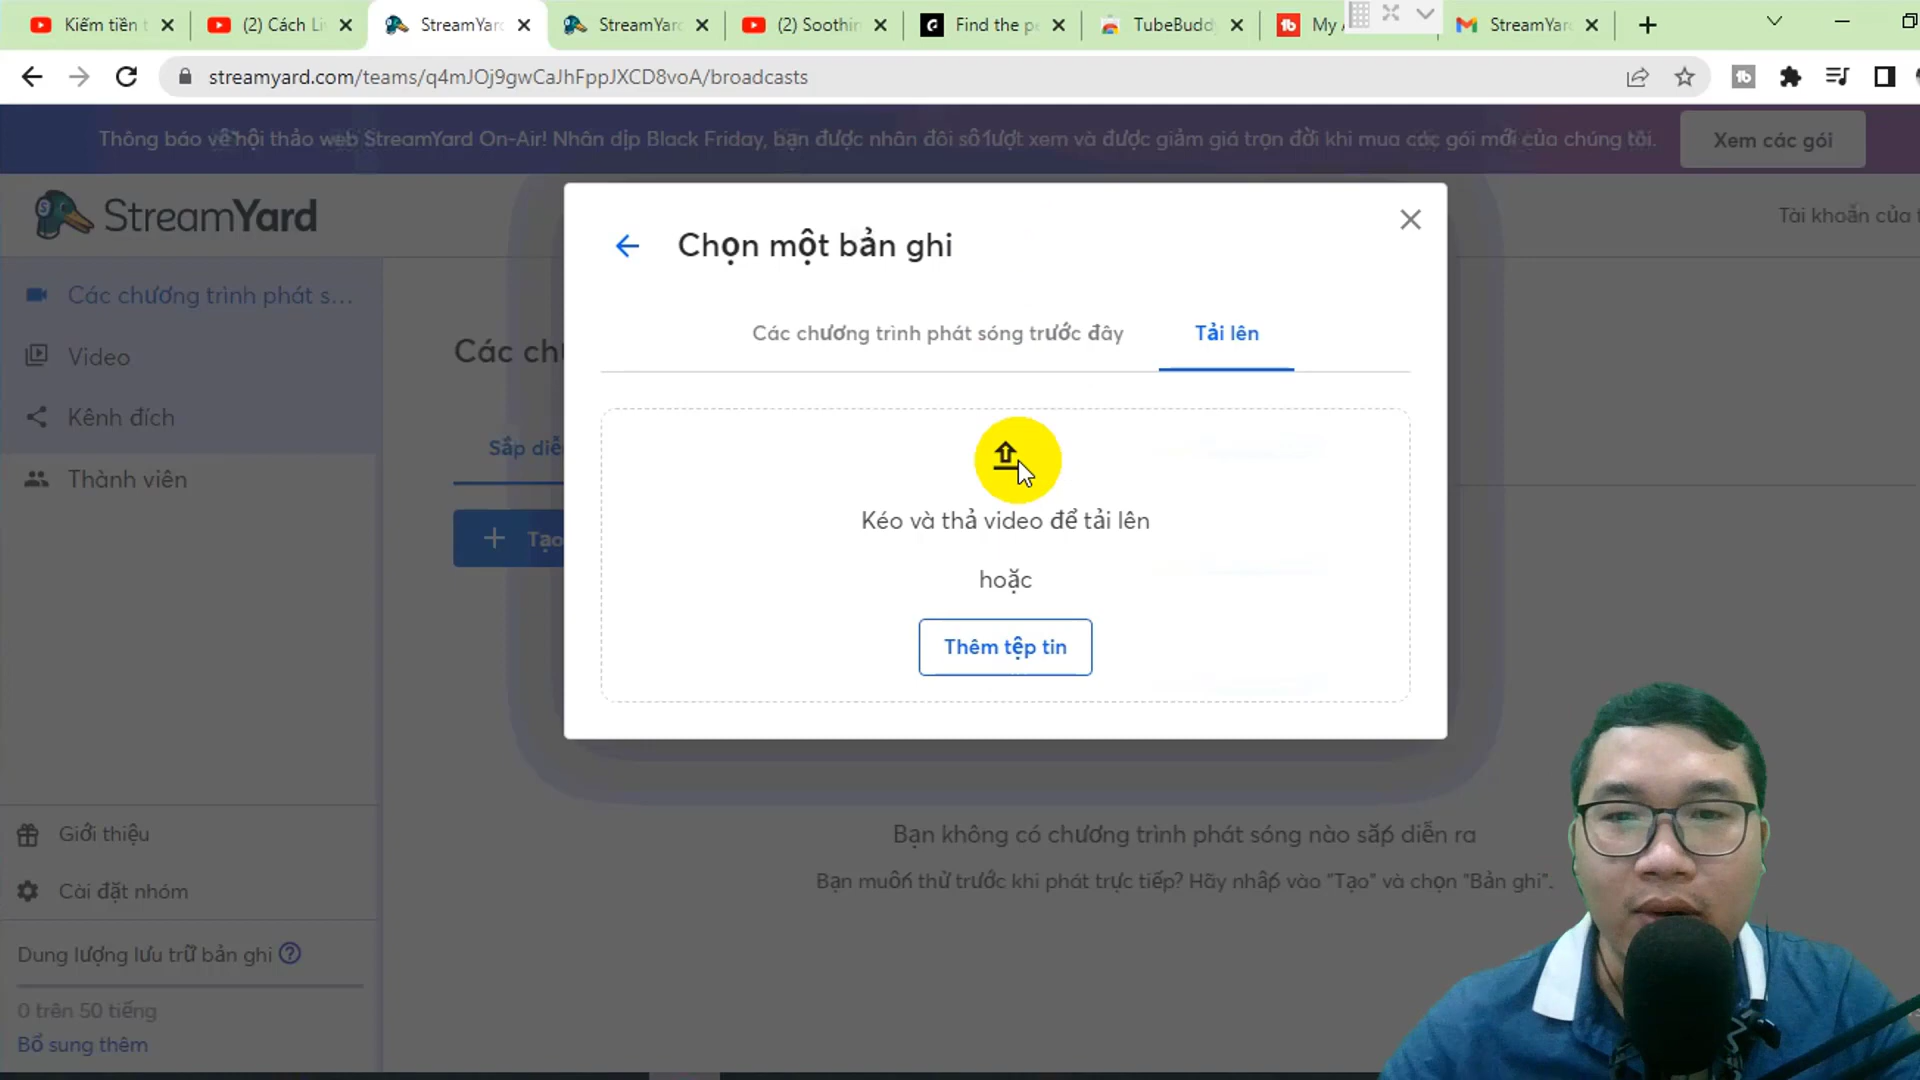 Kiếm tiền t
(2) Cách Li
StreamYar
StreamYar
(2) Soothin
Find the pe
TubeBudd
My
StreamYar
streamyard.com/teams/q4mJOj9gwCaJhFppJXCD8voA/broadcasts
Thông báo về hội thảo web StreamYard On-Air! Nhân dịp Black Friday, bạn được nhân đôi số lượt xem và được giảm giá trọn đời khi mua các gói mới của chúng tôi.
Xem các gói
StreamYard
Tài khoản của t
Chọn một bản ghi
Các chương trình phát s...
Video
Kênh đích
Thành viên
Các ch
Sắp diễ
Tạo
Các chương trình phát sóng trước đây
Tải lên
Kéo và thả video để tải lên
hoặc
Thêm tệp tin
Bạn không có chương trình phát sóng nào sắp diễn ra
Bạn muốn thử trước khi phát trực tiếp? Hãy nhấp vào "Tạo" và chọn "Bản ghi".
Giới thiệu
Cài đặt nhóm
Dung lượng lưu trữ bản ghi
0 trên 50 tiếng
Bổ sung thêm